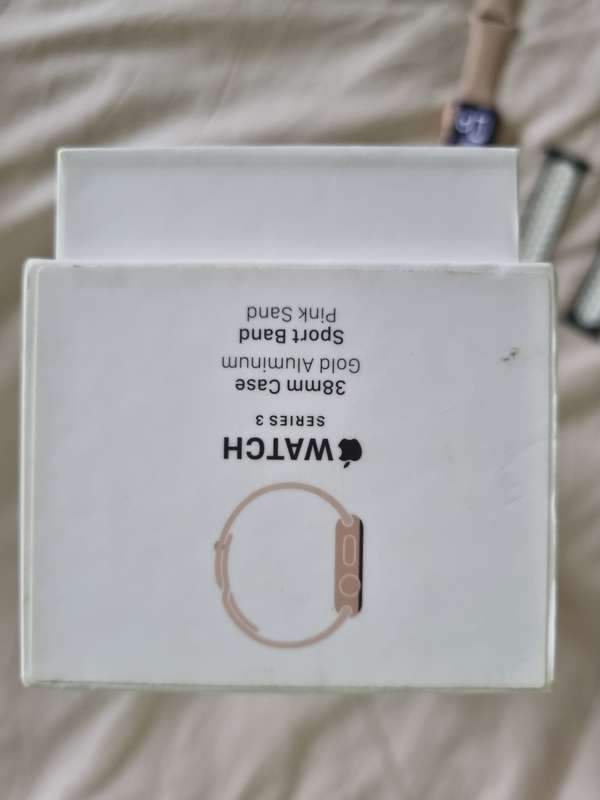 WATCH
SERIES 3
38mm Case
Gold Aluminum
Sport Band
Pink Sand